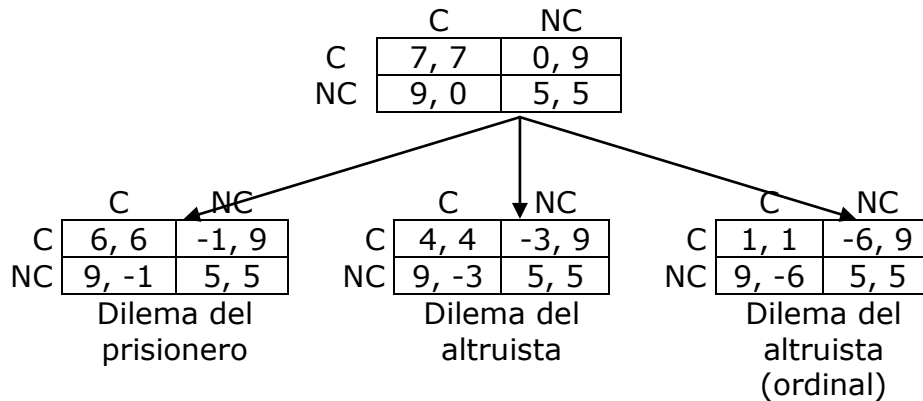 C NC
C 7, 7 0, 9
NC 9, 0 5, 5
C NC
C 6, 6 -1, 9
NC 9, -1 5, 5
Dilema del
prisionero
C NC
C 4, 4 -3, 9
NC 9, -3 5, 5
Dilema del
altruista
C NC
C 1, 1 -6, 9
NC 9, -6 5, 5
Dilema del
altruista
(ordinal)